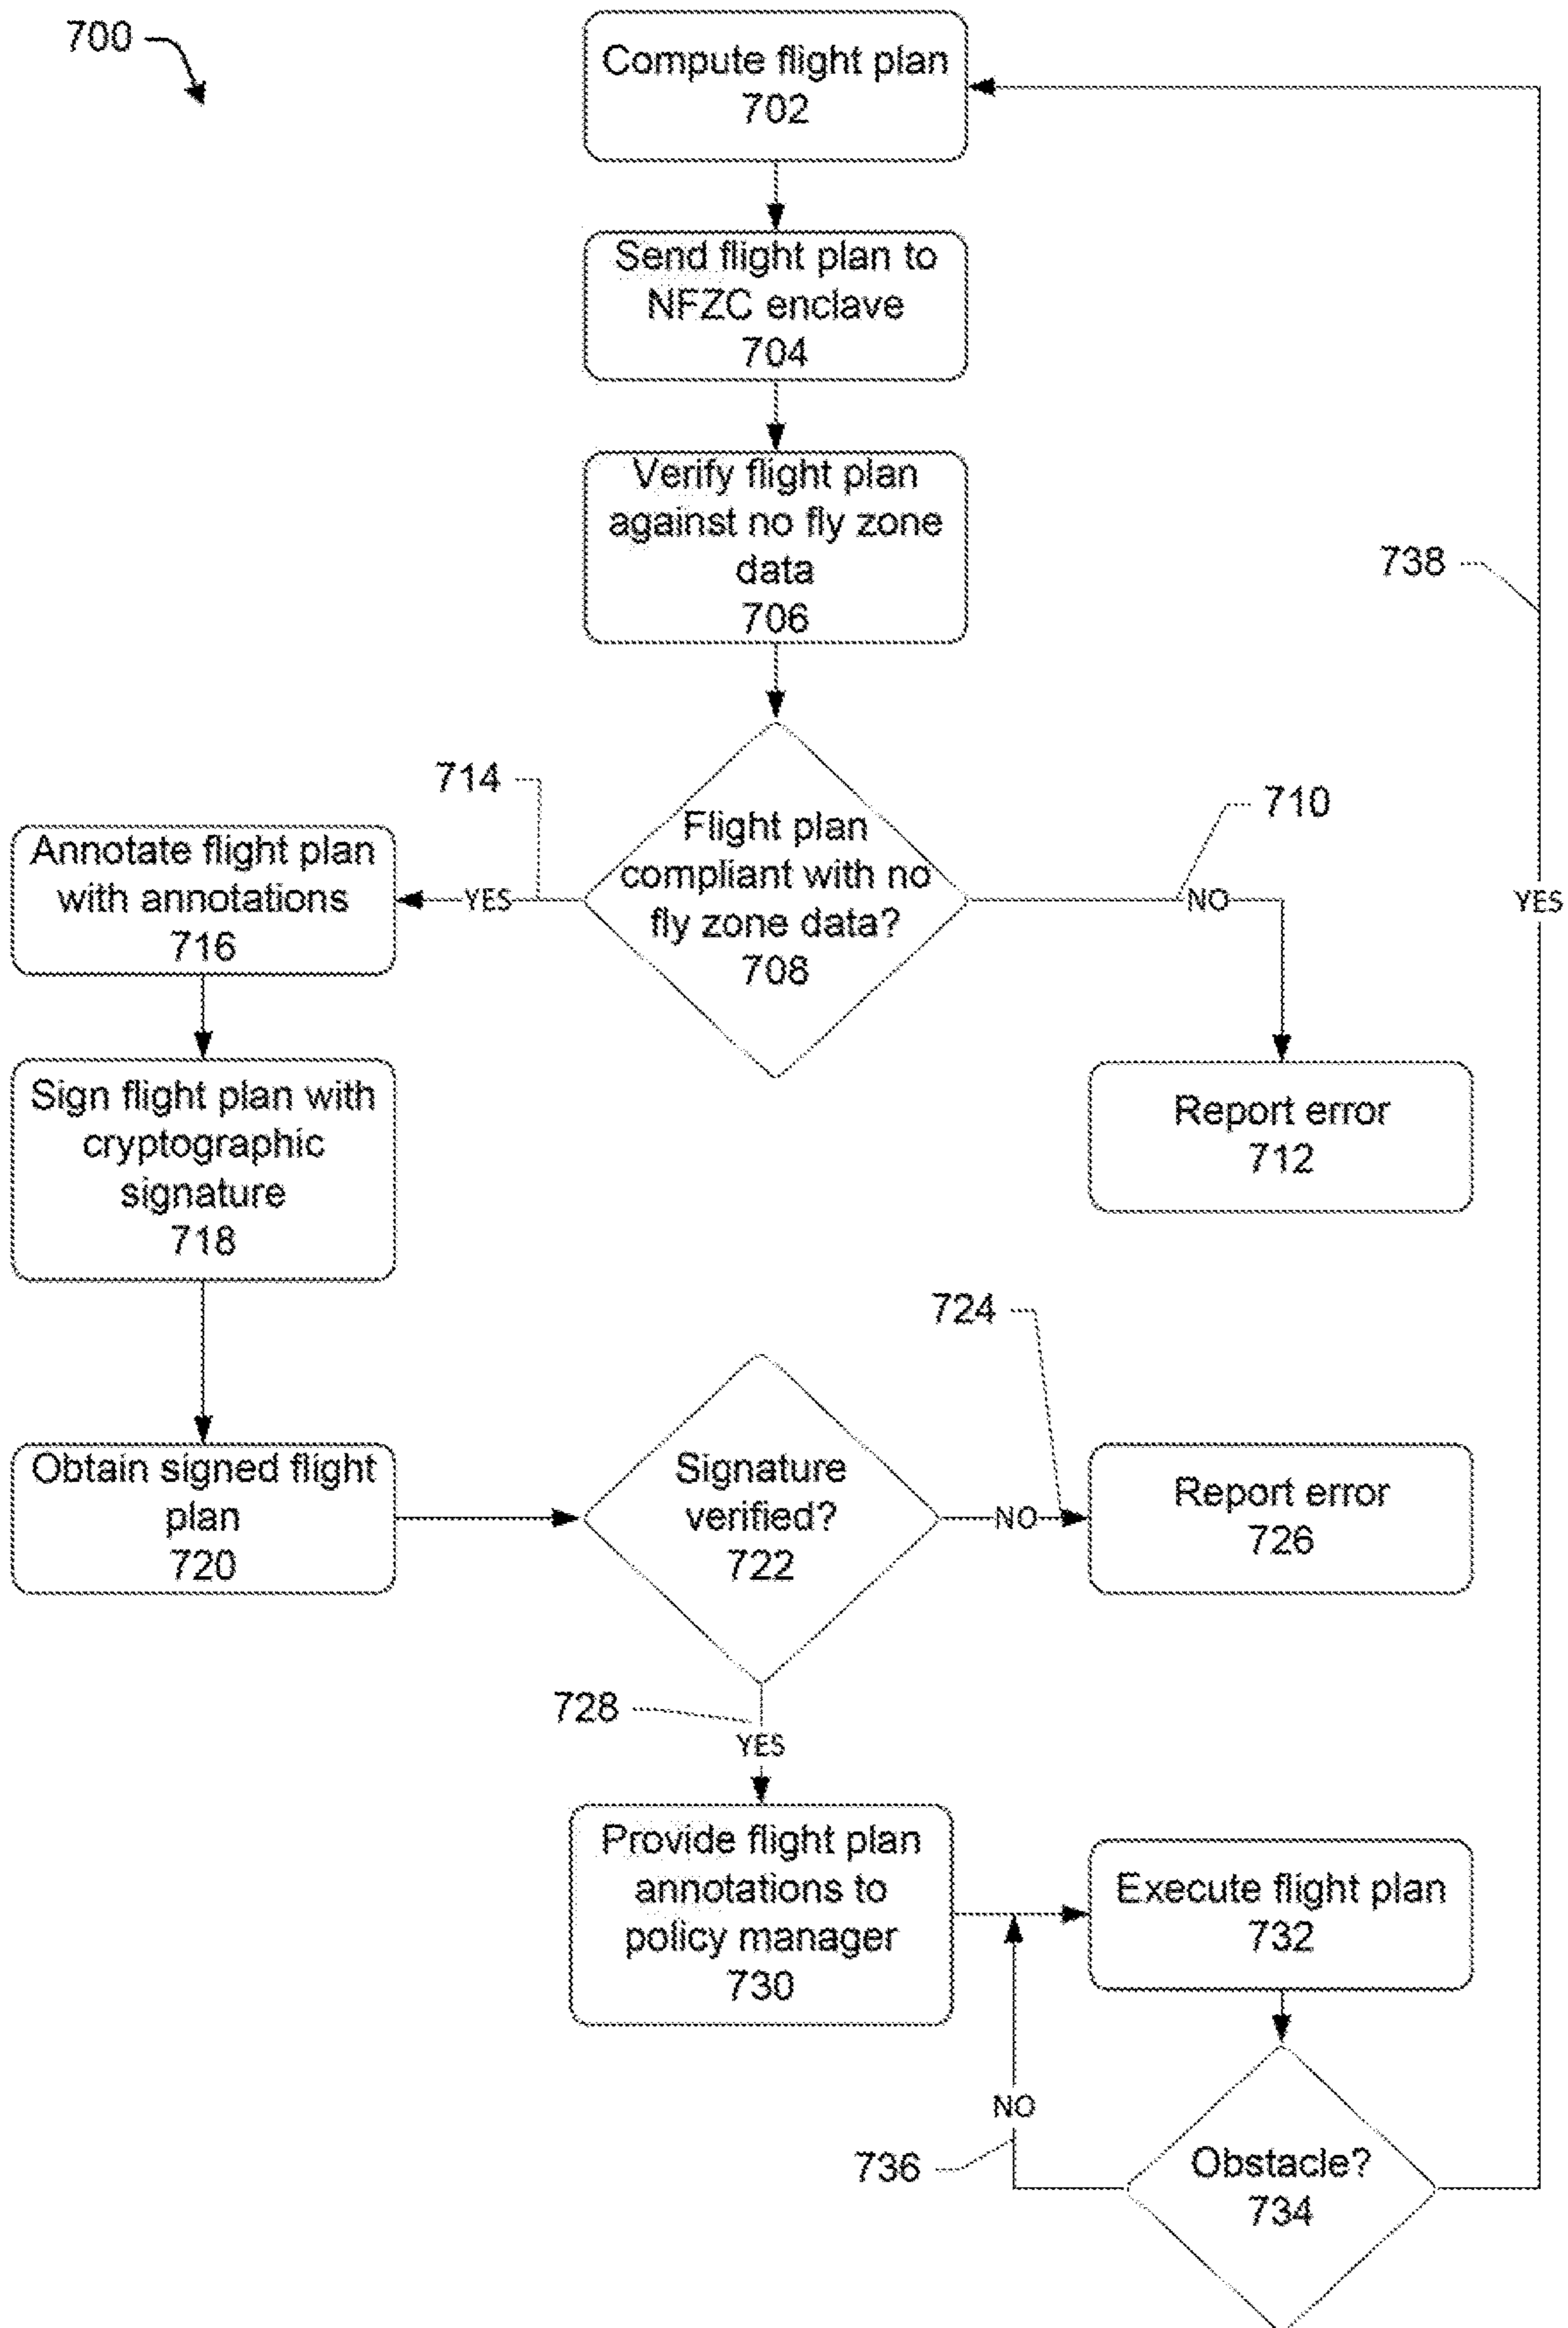 700
Compute flight plan
702
Send flight plan to
NFZC enclave
704
Verify flight plan
against no fly zone
data
706
738
YES
714
710
Flight plan
compliant with no
fly zone data?
708
YES
NO
Annotate flight plan
with annotations
716
Report error
712
Sign flight plan with
cryptographic
signature
718
724
Obtain signed flight
plan
720
Signature
verified?
722
NO
Report error
726
728
YES
Provide flight plan
annotations to
policy manager
730
Execute flight plan
732
NO
736
Obstacle?
734